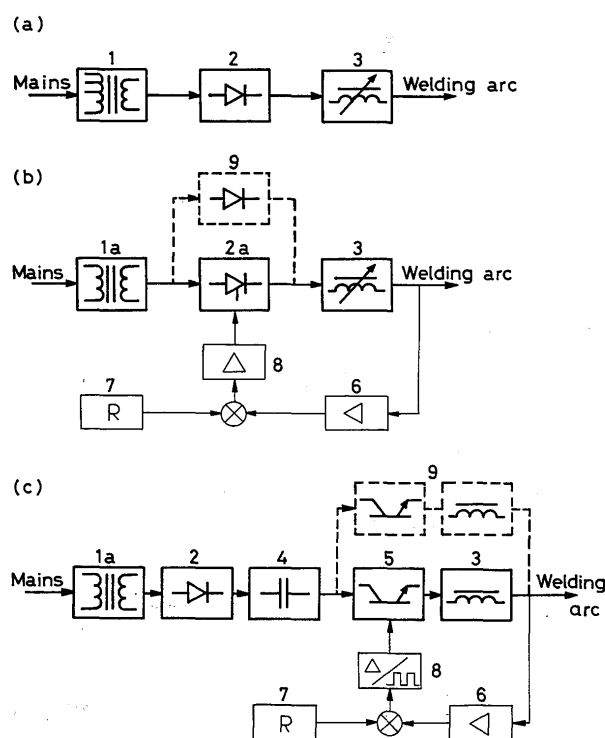 (a)
1 2 3
Mains Welding arc
(b)
9
1a 2a 3
Mains Welding arc
8
7 6
R
(c)
9
1a 2 4 5 3
Mains Welding
arc
8
7 6
R